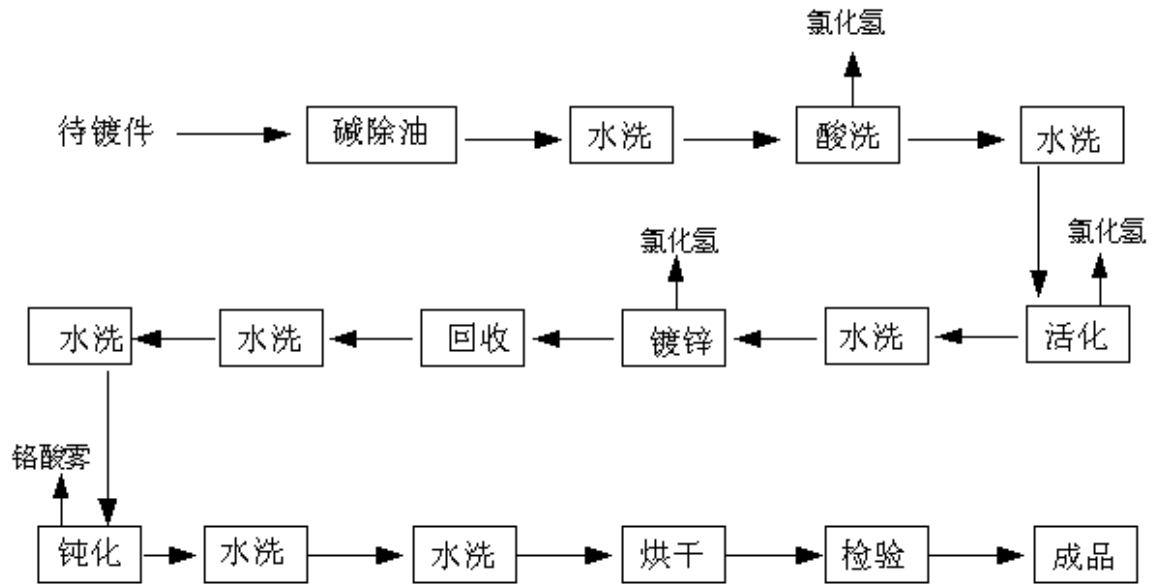 氯化氢
待镀件 碱除油 水洗 酸洗 水洗
氯化氢 氯化氢
水洗 水洗 回收 镀锌 水洗 活化
铬酸雾
钝化 水洗 水洗 烘干 检验 成品